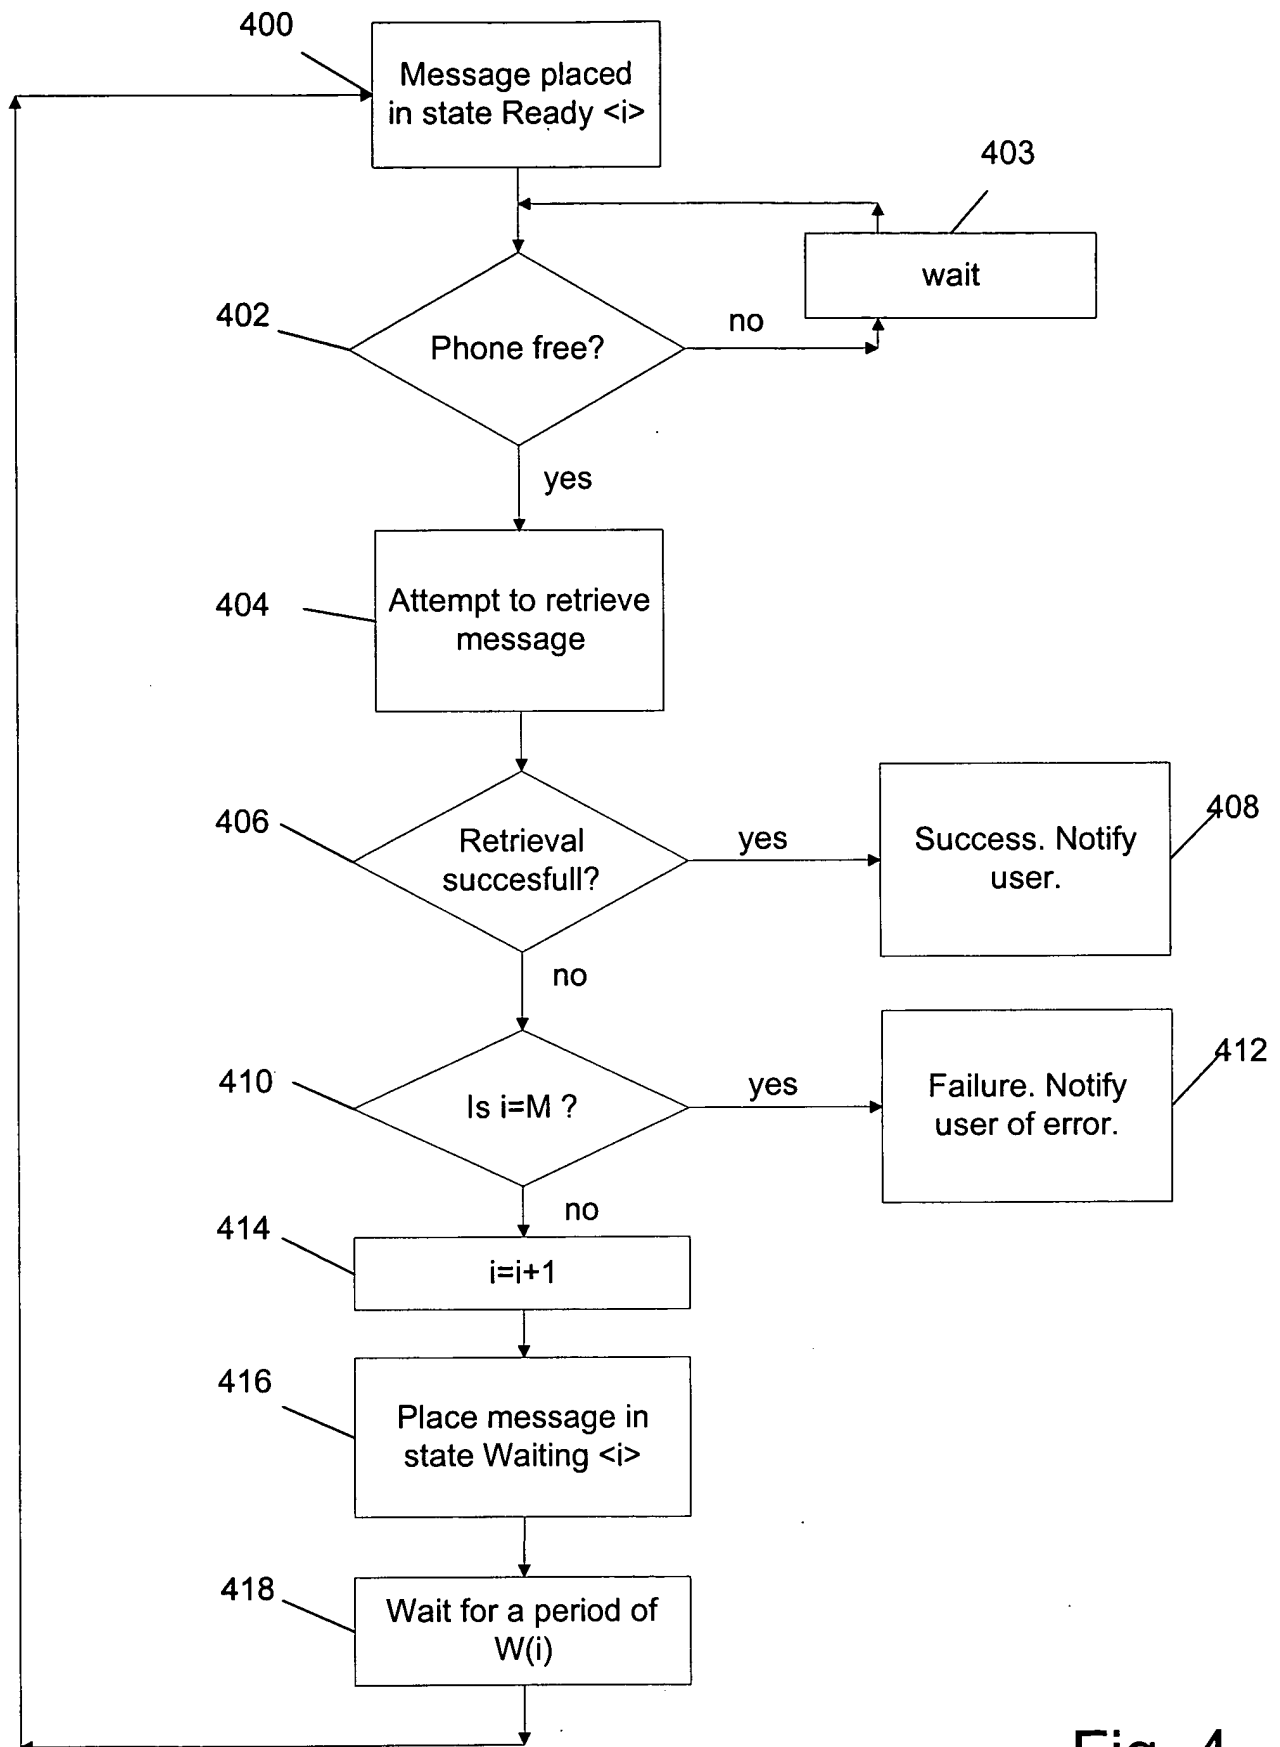 400
Message placed
in state Ready <i>
403
wait
402
Phone free?
no
yes
404
Attempt to retrieve
message
406
Retrieval
succesfull?
yes
408
Success. Notify
user.
no
410
Is i=M ?
yes
412
Failure. Notify
user of error.
no
414
i=i+1
416
Place message in
state Waiting <i>
418
Wait for a period of
W(i)
Fig. 4